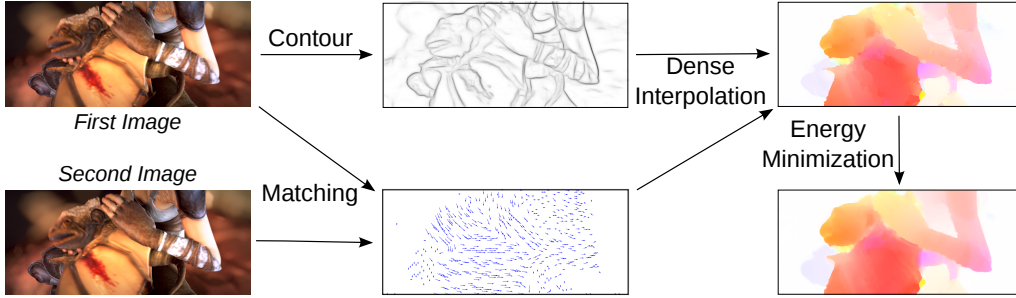 First Image
Second Image
Contour
Matching
Dense
Interpolation
Energy
Minimization